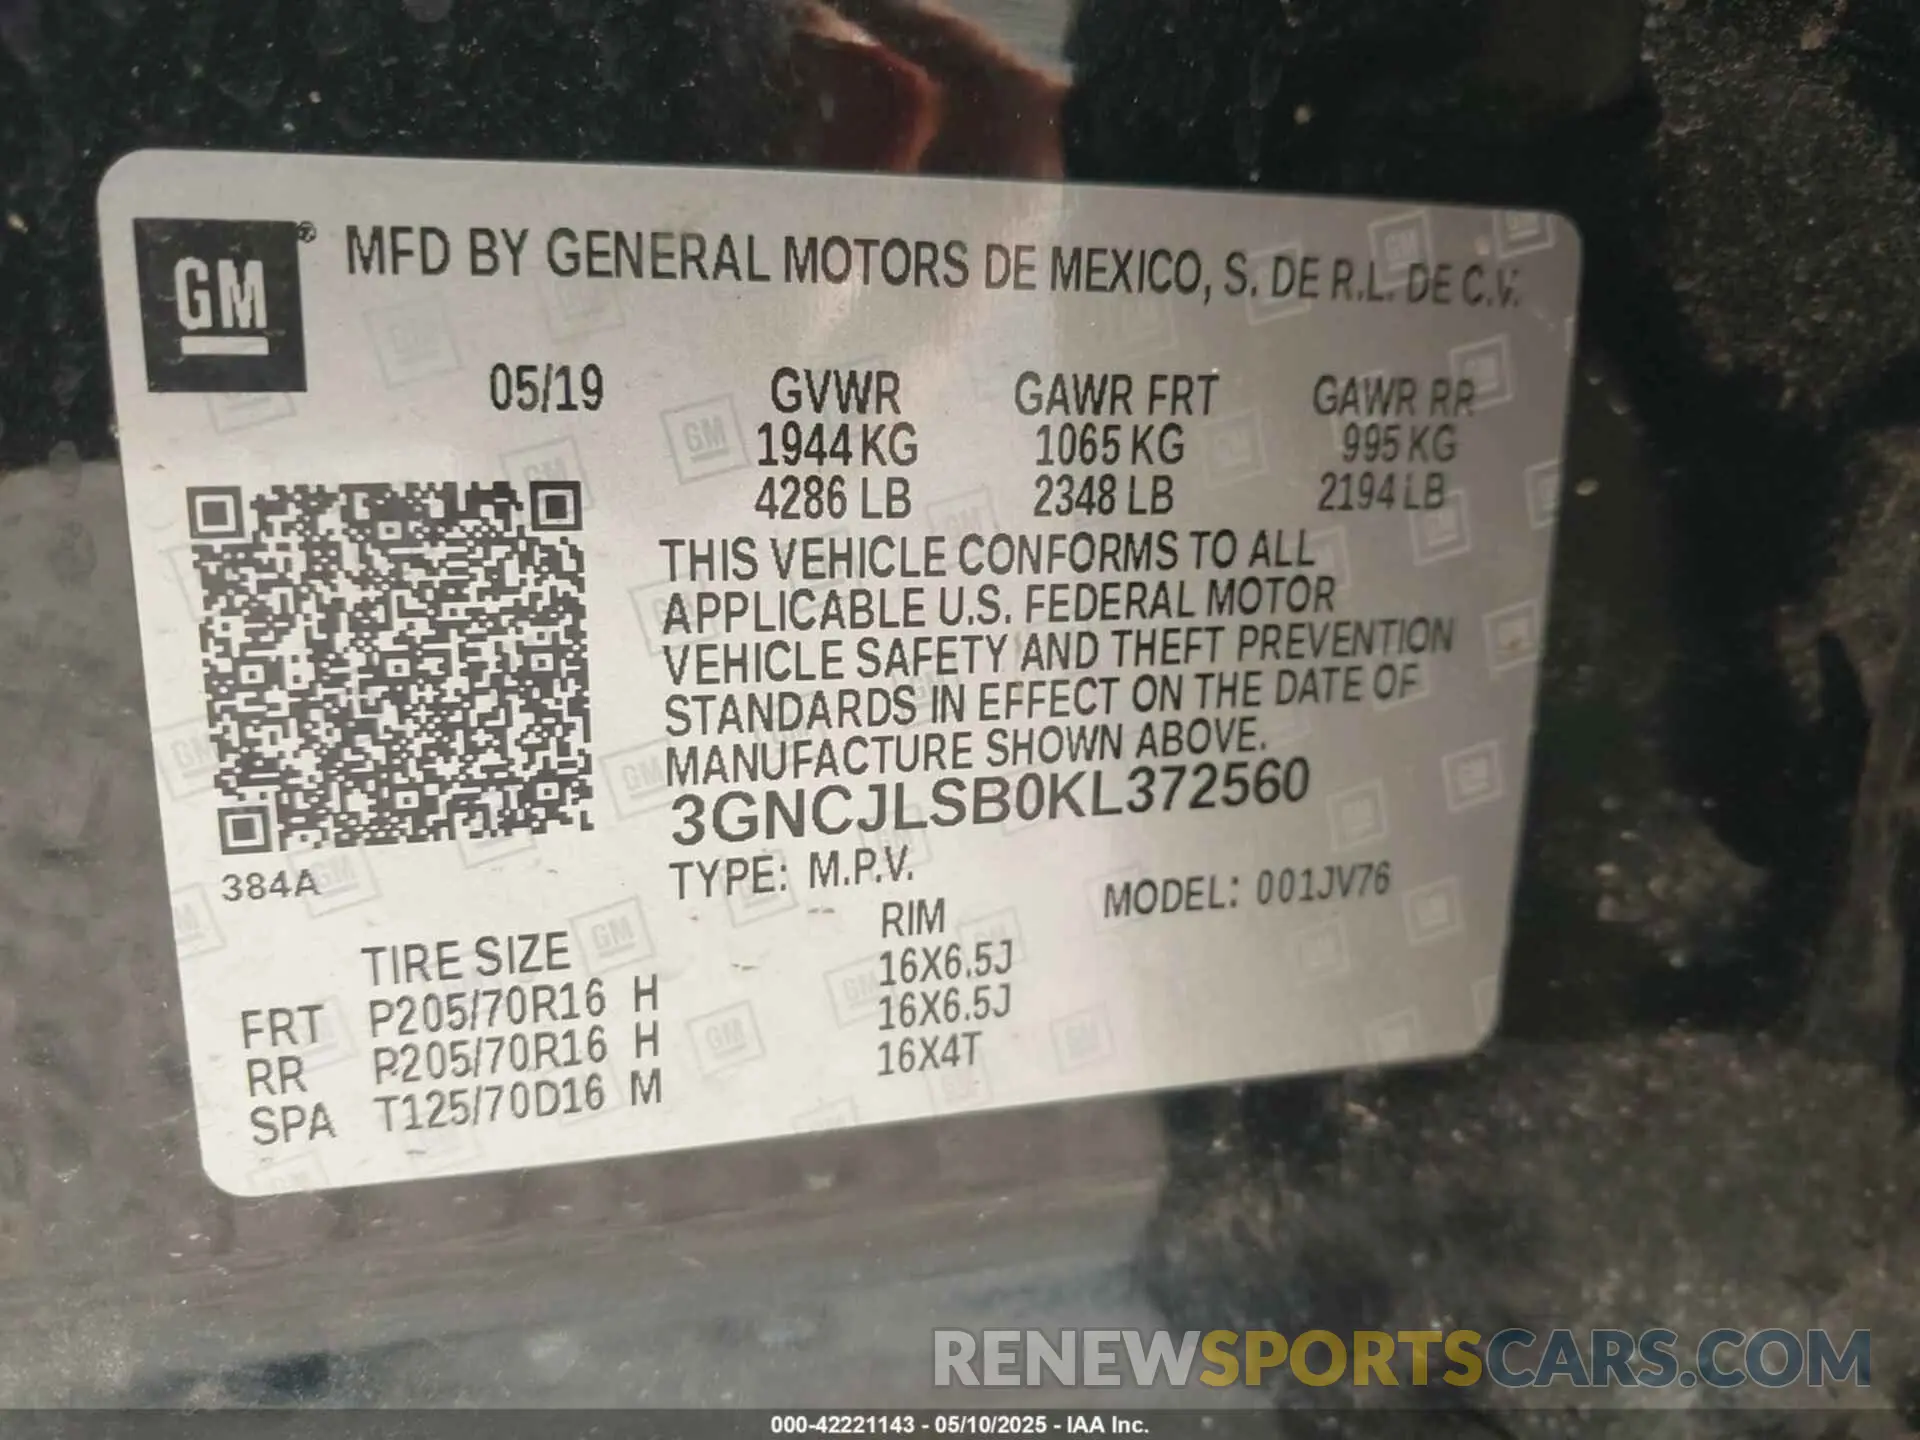 GM® MFD BY GENERAL MOTORS DE MEXICO, S. DE R.L. DE C.V.
05/19 GVWR GAWR FRT GAWR RR
1944 KG 1065 KG 995 KG
4286 LB 2348 LB 2194 LB
THIS VEHICLE CONFORMS TO ALL
APPLICABLE U.S. FEDERAL MOTOR
VEHICLE SAFETY AND THEFT PREVENTION
STANDARDS IN EFFECT ON THE DATE OF
MANUFACTURE SHOWN ABOVE.
3GNCJLSB0KL372560
384A
TYPE: M.P.V. MODEL: 001JV76
TIRE SIZE RIM
FRT P205/70R16 H 16X6.5J
RR P205/70R16 H 16X6.5J
SPA T125/70D16 M 16X4T
RENEWSPORTSCARS.COM
000-42221143 - 05/10/2025 - IAA Inc.